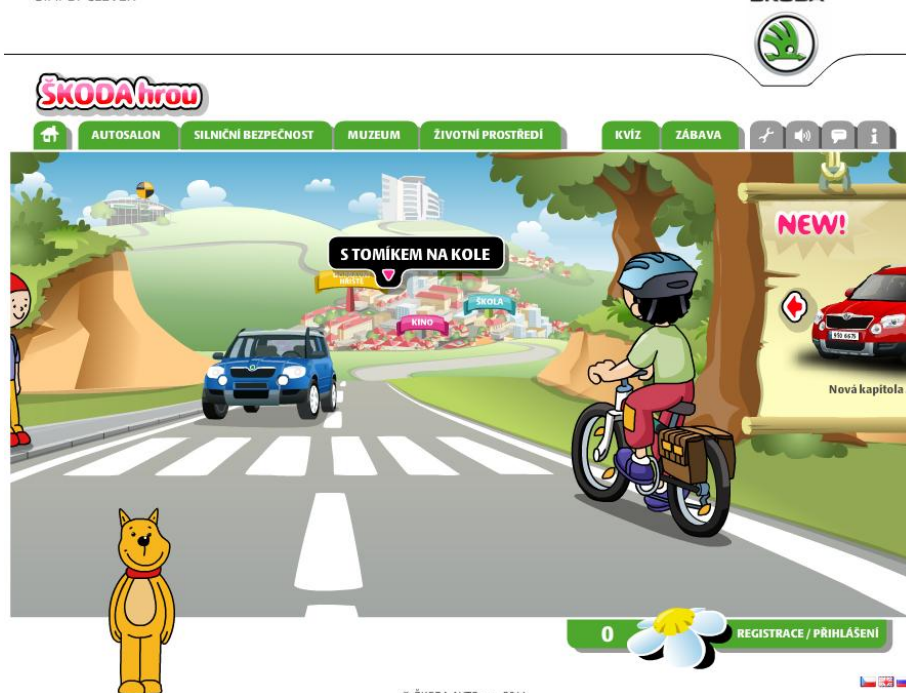 ŠKODA hrou
AUTOSALON
SILNIČNÍ BEZPEČNOST
MUZEUM
ŽIVOTNÍ PROSTŘEDÍ
KVÍZ
ZÁBAVA
NEW!
S TOMÍKEM NA KOLE
HŘIŠTĚ
ŠKOLA
KINO
Nová kapitola
0
REGISTRACE / PŘIHLÁŠENÍ